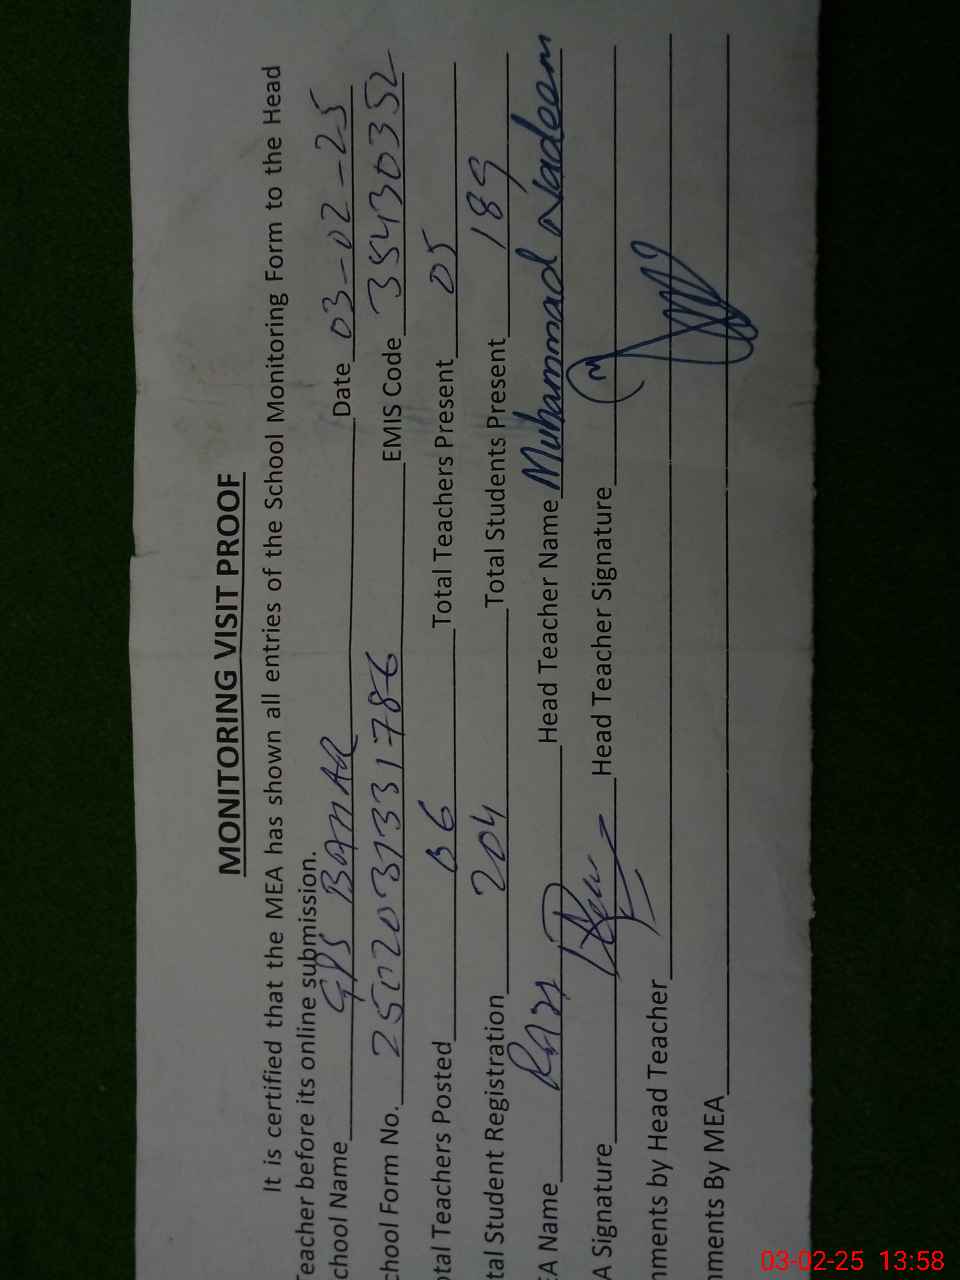 MONITORING VISIT PROOF
It is certified that the MEA has shown all entries of the School Monitoring Form to the Head
Teacher before its online submission.
chool Name GPS Date 03-02-25
chool Form No. EMIS Code 35430352
otal Teachers Posted 06 Total Teachers Present 05
tal Student Registration 204 Total Students Present 189
EA Name Head Teacher Name Muhammad Nadeem
A Signature Head Teacher Signature
nments by Head Teacher
nments By MEA
03-02-25 13:58